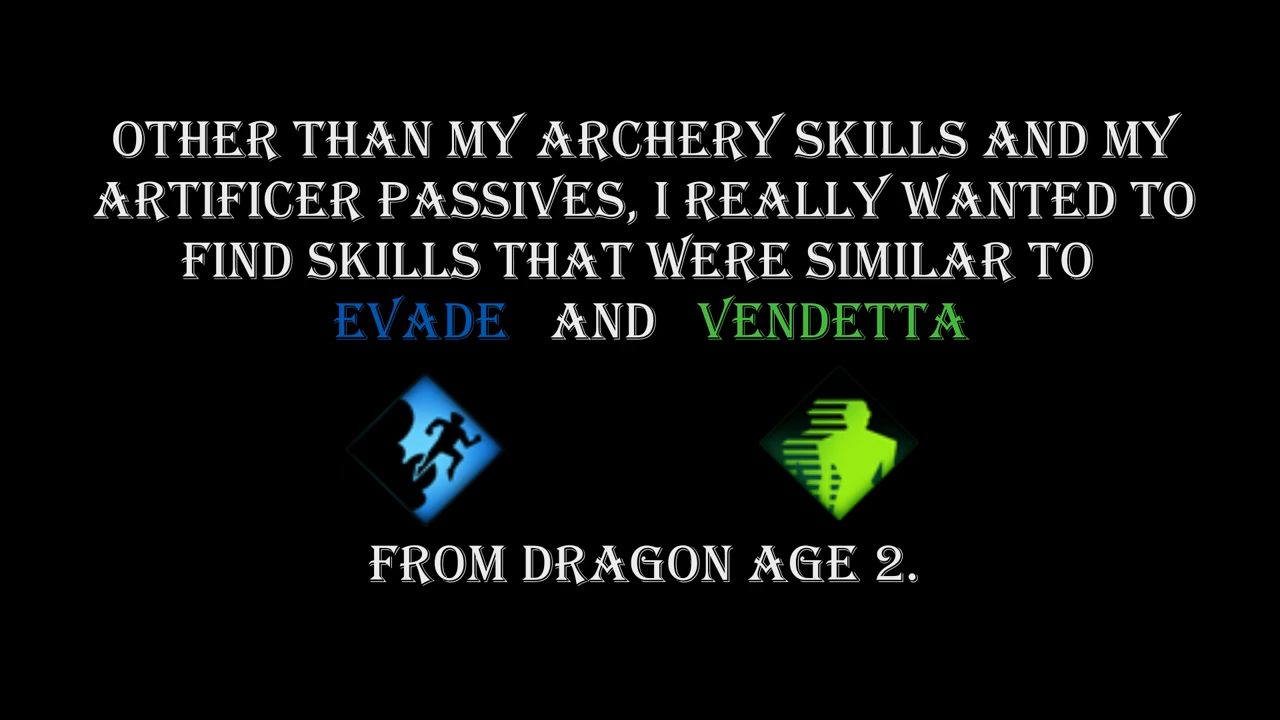 OTHER THAN MY ARCHERY SKILLS AND MY
ARTIFICER PASSIVES, I REALLY WANTED TO
FIND SKILLS THAT WERE SIMILAR TO
EVADE AND VENDETTA
FROM DRAGON AGE 2.